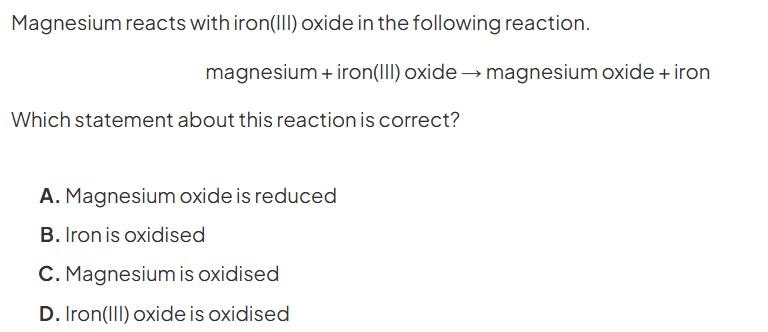 Magnesium reacts with iron(III) oxide in the following reaction.
magnesium + iron(III) oxide → magnesium oxide + iron
Which statement about this reaction is correct?
A. Magnesium oxide is reduced
B. Iron is oxidised
C. Magnesium is oxidised
D. Iron(III) oxide is oxidised